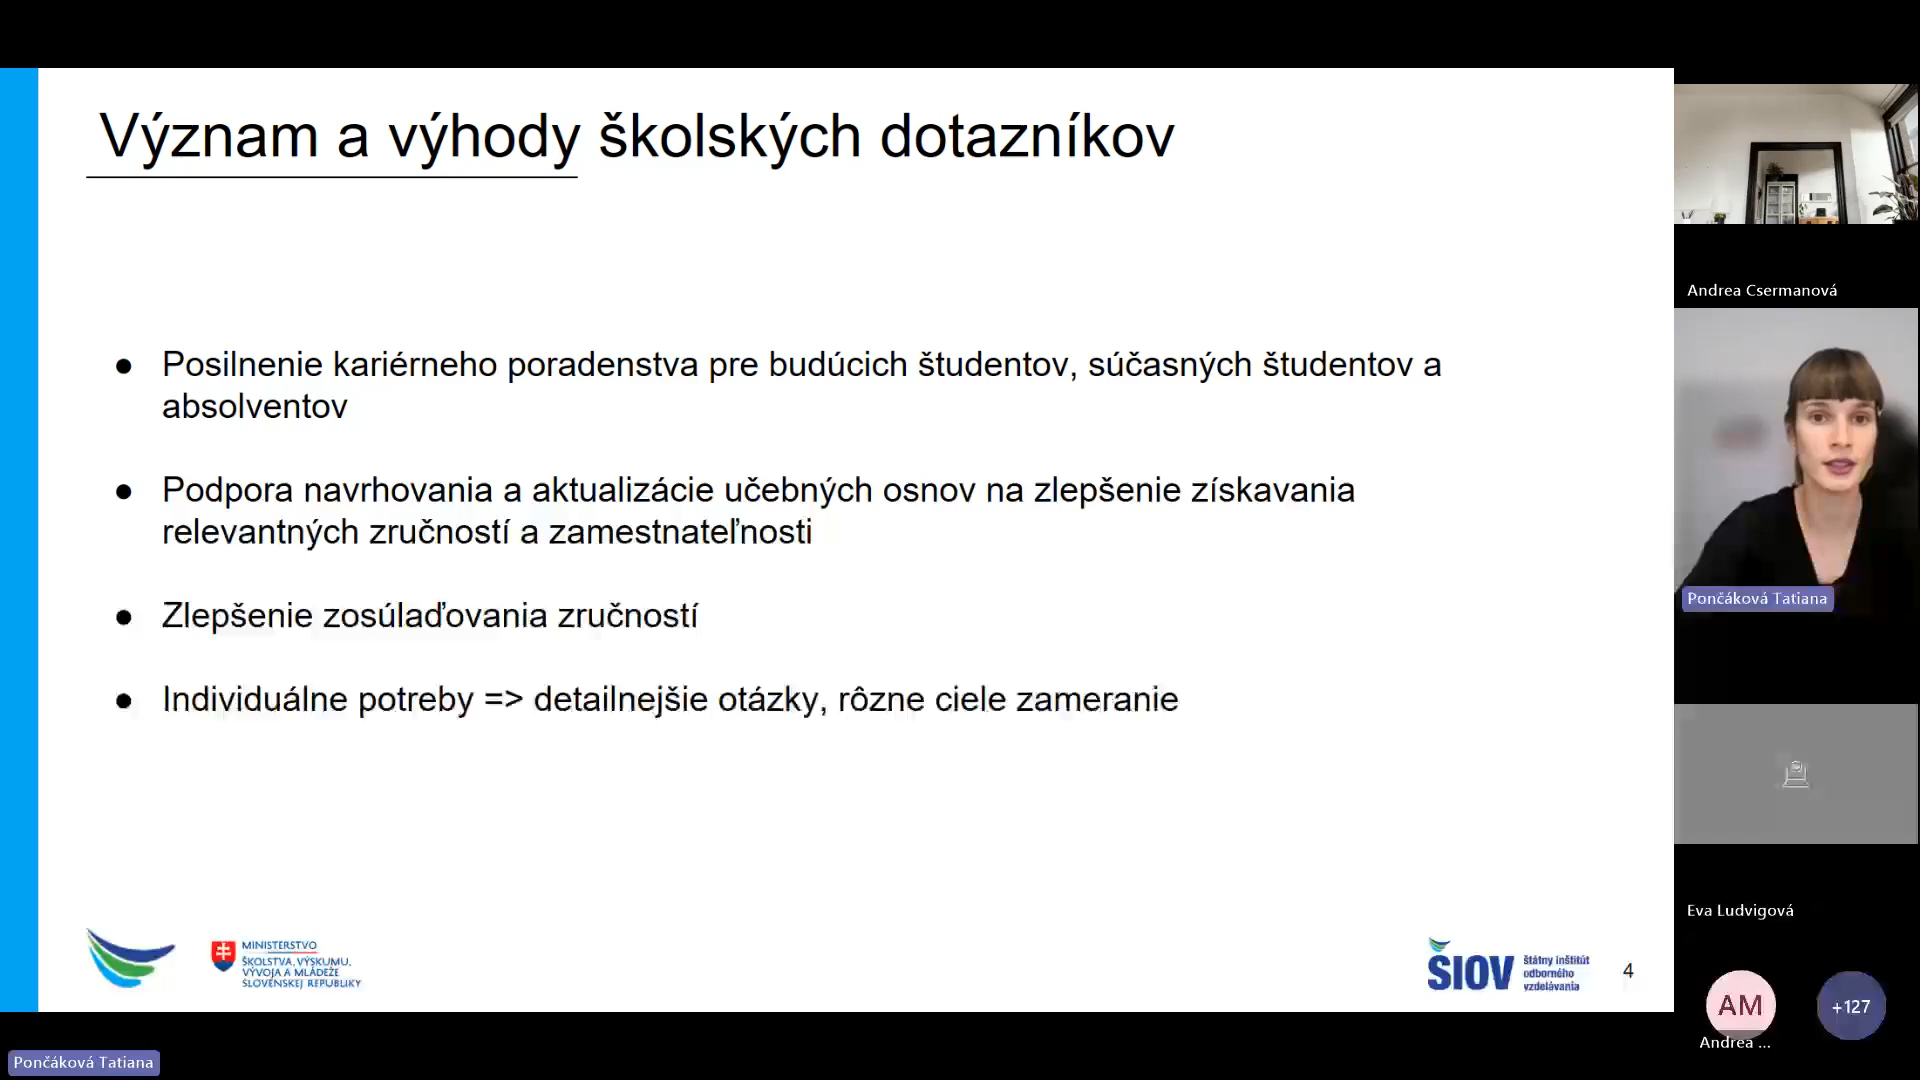 Význam a výhody školských dotazníkov
● Posilnenie kariérneho poradenstva pre budúcich študentov, súčasných študentov a
absolventov
● Podpora navrhovania a aktualizácie učebných osnov na zlepšenie získavania
relevantných zručností a zamestnateľnosti
● Zlepšenie zosúlaďovania zručností
● Individuálne potreby => detailnejšie otázky, rôzne ciele zameranie
MINISTERSTVO
ŠKOLSTVA, VÝSKUMU,
VÝVOJA A MLÁDEŽE
SLOVENSKEJ REPUBLIKY
ŠIOV
štátny inštitút
odborného
vzdelávania
4
Andrea Csermanová
Pončáková Tatiana
Eva Ludvigová
AM
+127
Andrea ...
Pončáková Tatiana